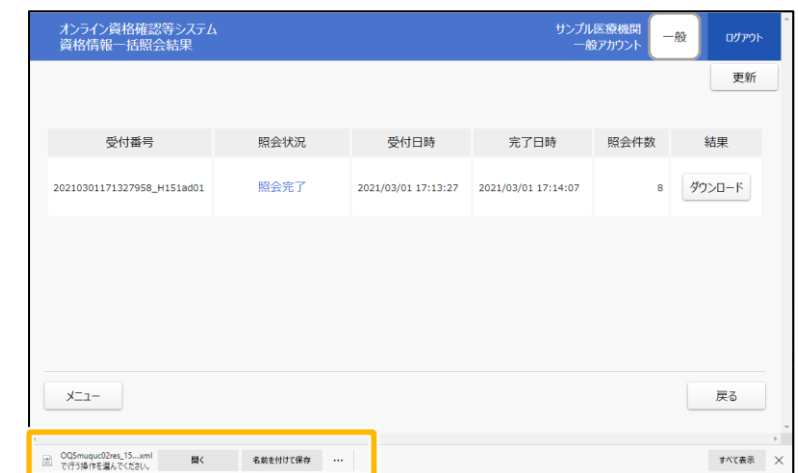 オンライン資格確認等システム
資格情報一括照会結果
サンプル医療機関
一般アカウント
一般
ログアウト
更新
受付番号 照会状況 受付日時 完了日時 照会件数 結果
20210301171327958_H151ad01 照会完了 2021/03/01 17:13:27 2021/03/01 17:14:07 8 ダウンロード
メニュー 戻る
OQSmuquc02res_15....xml
で行う操作を選んでください。
開く 名前を付けて保存 … すべて表示 ×